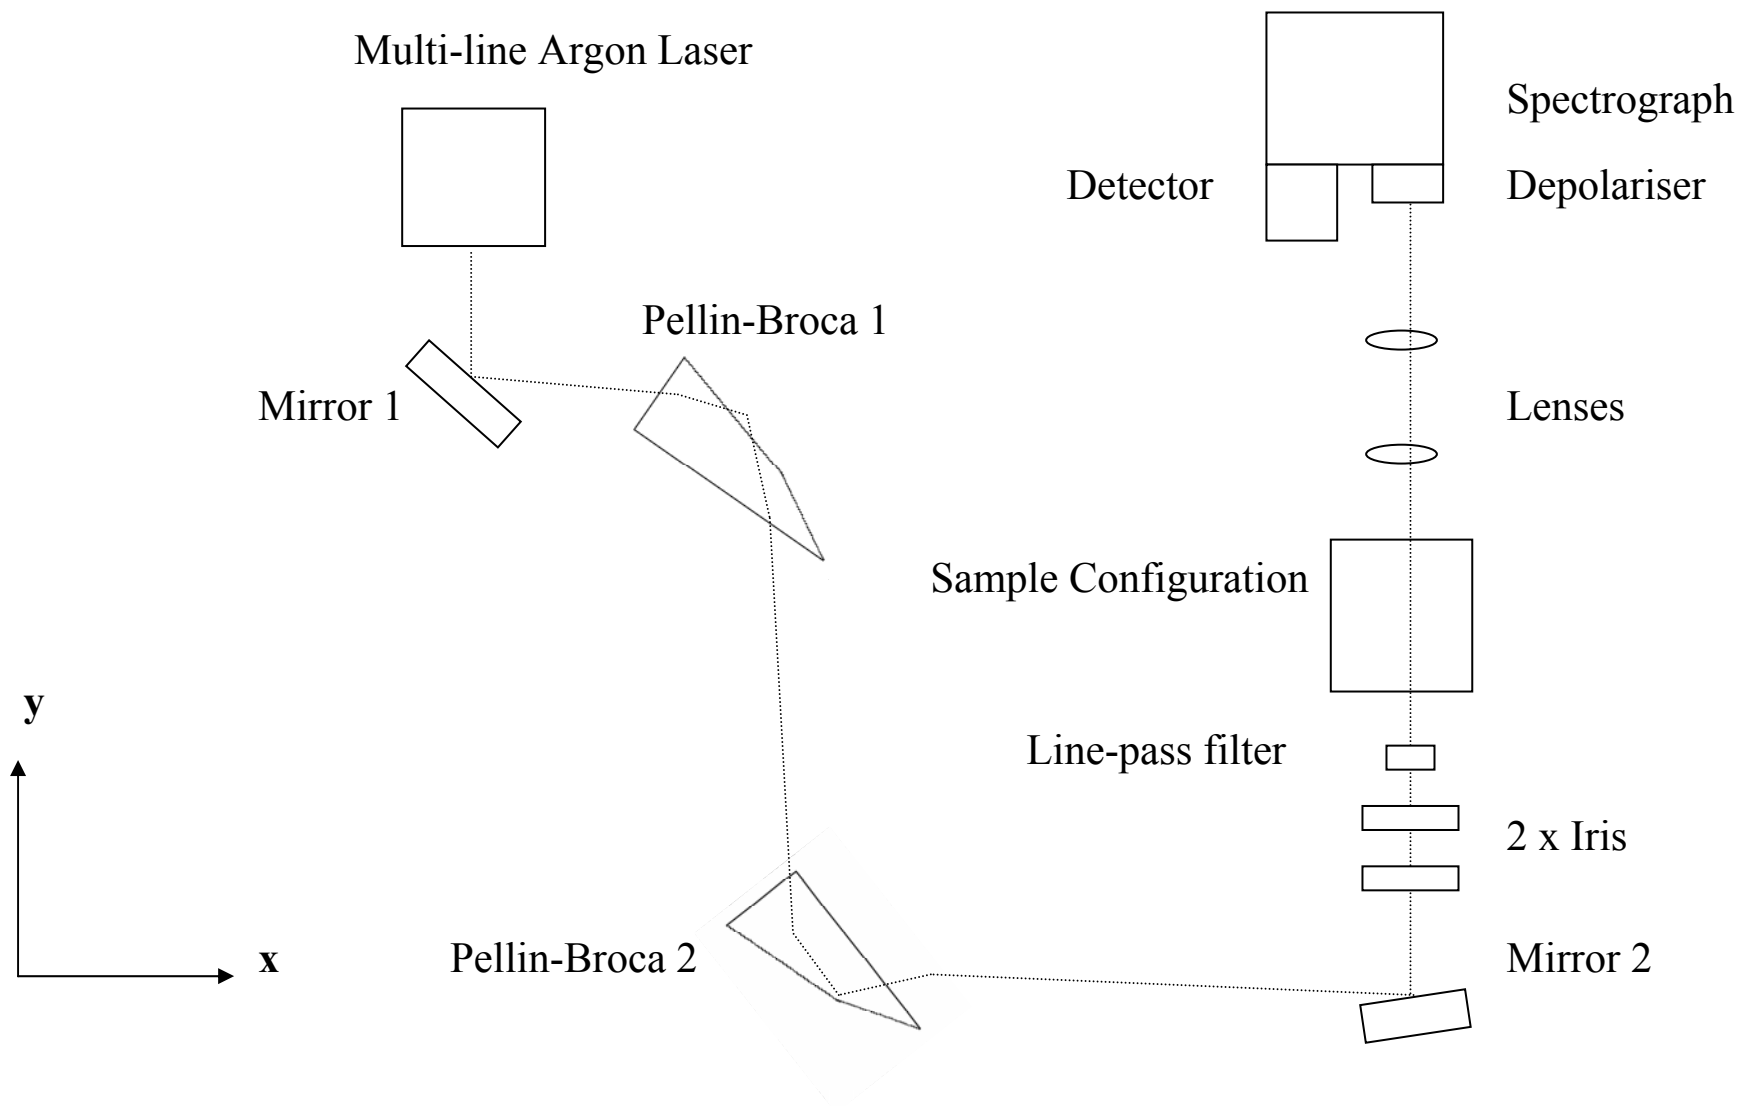 Multi-line Argon Laser
Spectrograph
Detector
Depolariser
Pellin-Broca 1
Mirror 1
Lenses
Sample Configuration
y
Line-pass filter
2 x Iris
Pellin-Broca 2
x
Mirror 2